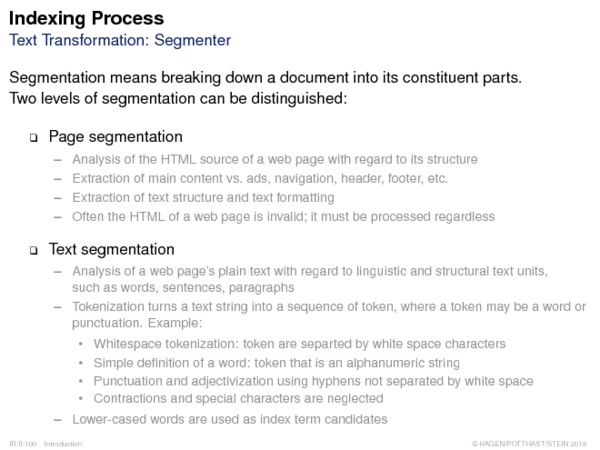 Indexing Process
Text Transformation: Segmenter
Segmentation means breaking down a document into its constituent parts.
Two levels of segmentation can be distinguished:
❑ Page segmentation
– Analysis of the HTML source of a web page with regard to its structure
– Extraction of main content vs. ads, navigation, header, footer, etc.
– Extraction of text structure and text formatting
– Often the HTML of a web page is invalid; it must be processed regardless
❑ Text segmentation
– Analysis of a web page's plain text with regard to linguistic and structural text units,
such as words, sentences, paragraphs
– Tokenization turns a text string into a sequence of token, where a token may be a word or
punctuation. Example:
• Whitespace tokenization: token are separted by white space characters
• Simple definition of a word: token that is an alphanumeric string
• Punctuation and adjectivization using hyphens not separated by white space
• Contractions and special characters are neglected
– Lower-cased words are used as index term candidates
IR:II-100 Introduction
© HAGEN/POTTHAST/STEIN 2018